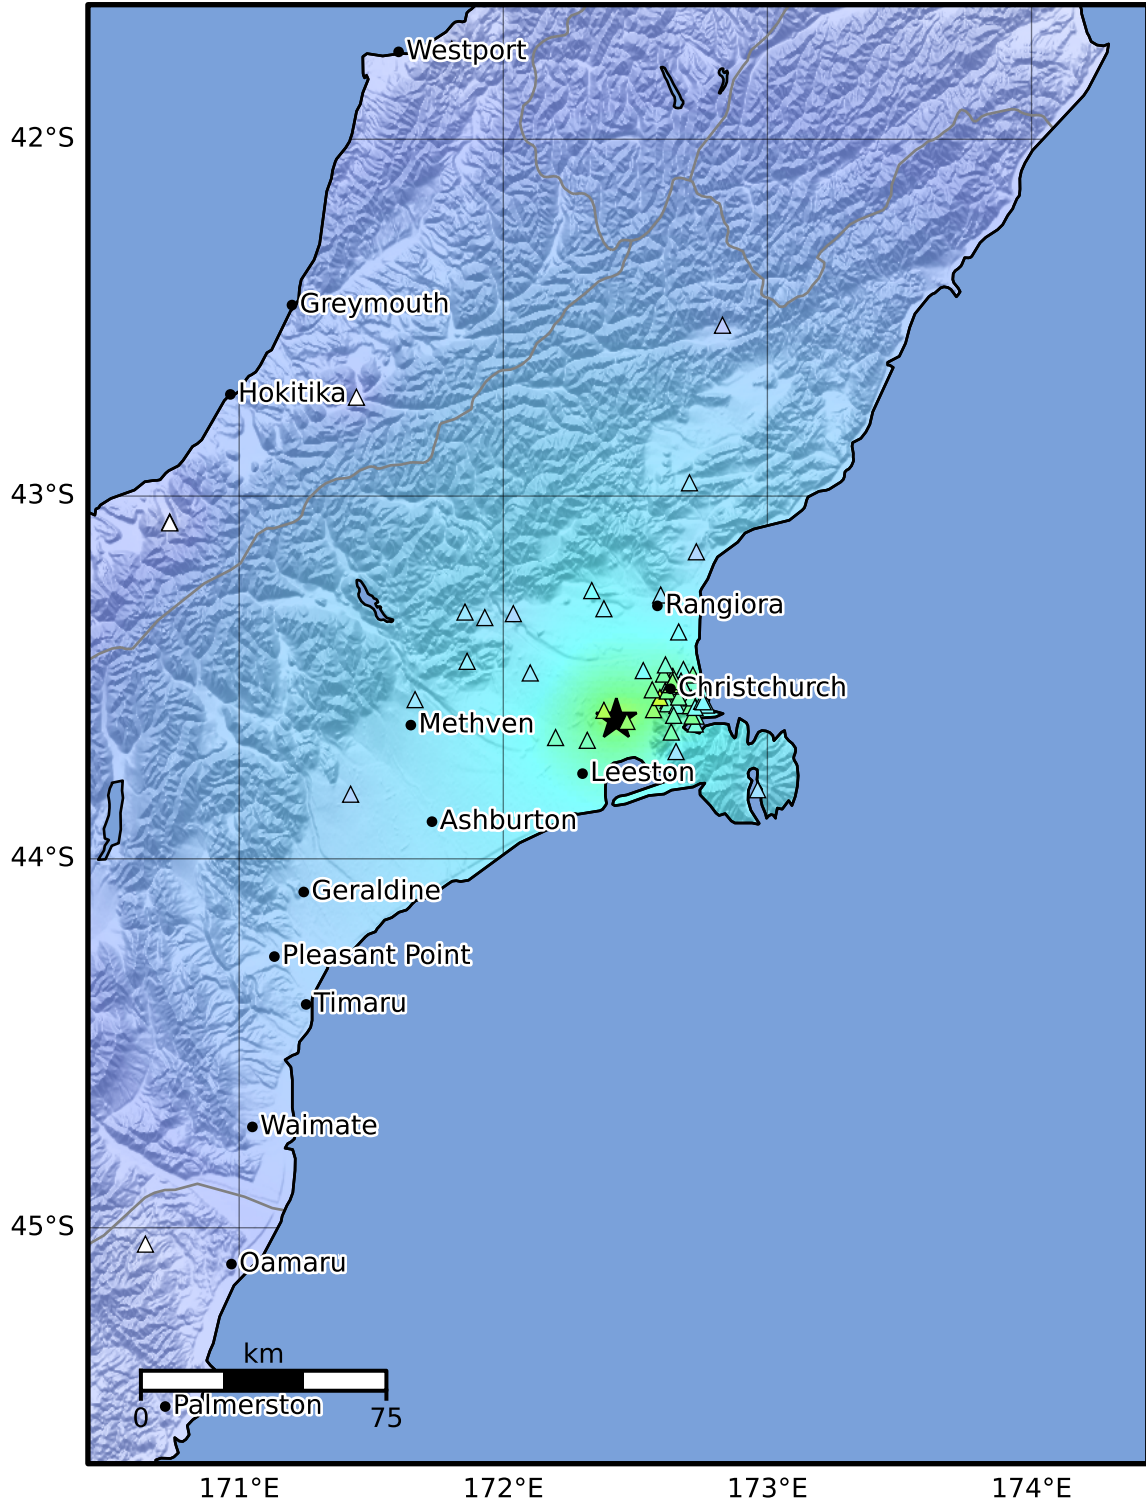 Westport
42°S
Greymouth
Hokitika
43°S
Rangiora
Christchurch
Methven
Leeston
Ashburton
44°S
Geraldine
Pleasant Point
Timaru
Waimate
45°S
Oamaru
km
Palmerston
0 75
171°E 172°E 173°E 174°E